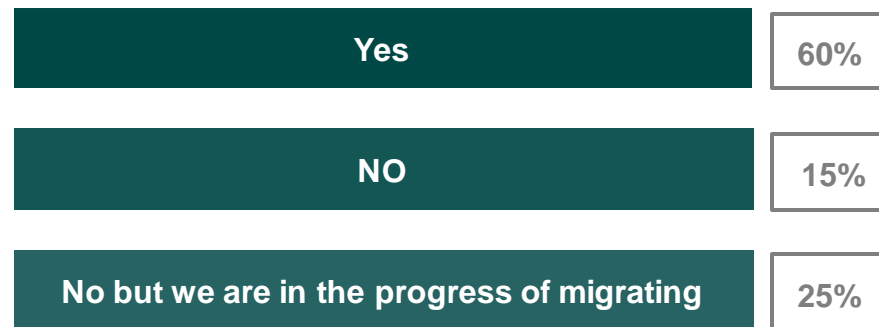 Yes
60%
NO
15%
No but we are in the progress of migrating
25%